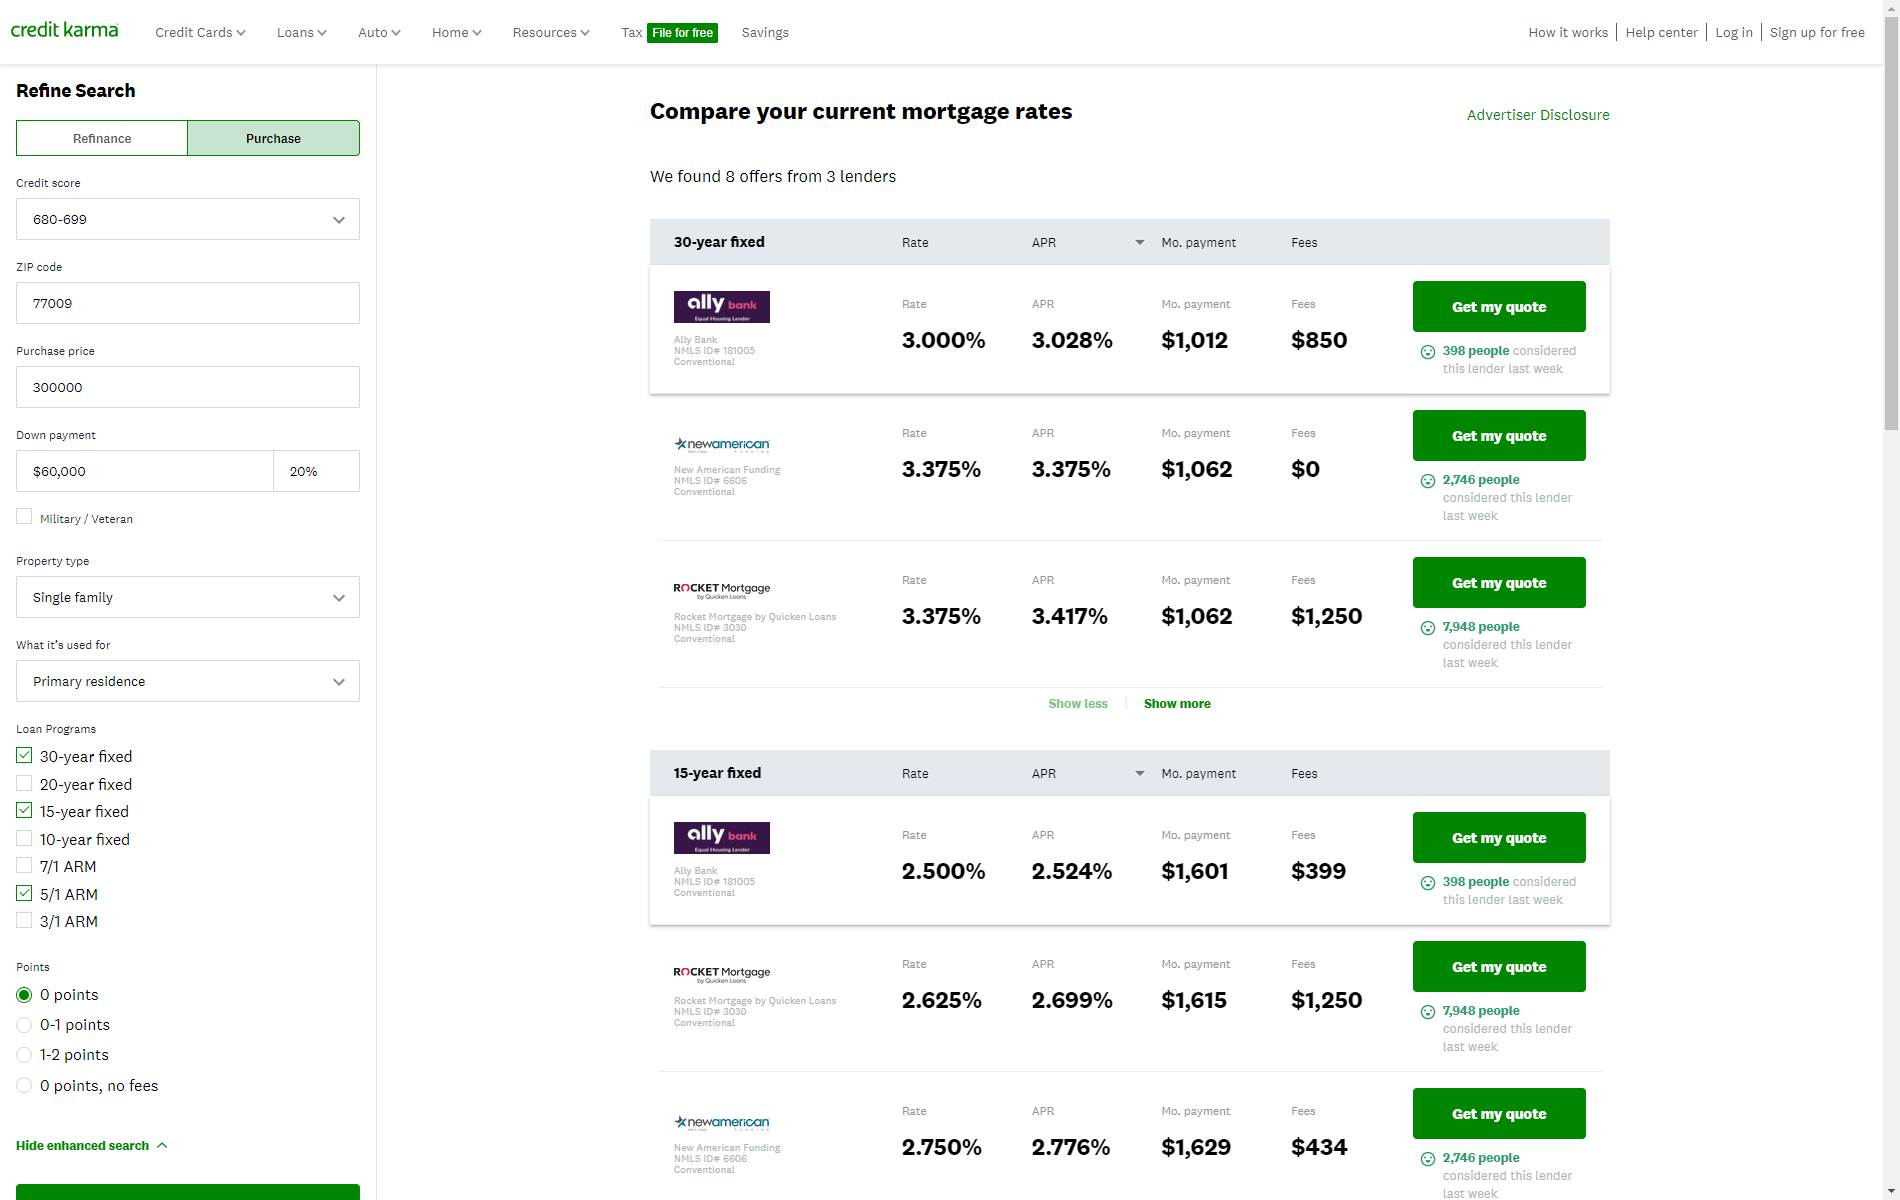 credit karma
Credit Cards
Loans
Auto
Home
Resources
Tax File for free
Savings
How it works
Help center
Log in
Sign up for free
Refine Search
Refinance
Purchase
Credit score
680-699
ZIP code
77009
Purchase price
300000
Down payment
$60,000
20%
Military / Veteran
Property type
Single family
What it's used for
Primary residence
Loan Programs
30-year fixed
20-year fixed
15-year fixed
10-year fixed
7/1 ARM
5/1 ARM
3/1 ARM
Points
0 points
0-1 points
1-2 points
0 points, no fees
Hide enhanced search
Compare your current mortgage rates
Advertiser Disclosure
We found 8 offers from 3 lenders
30-year fixed Rate APR Mo. payment Fees
ally bank
Equal Housing Lender
Ally Bank
NMLS ID# 181005
Conventional
Rate APR Mo. payment Fees
3.000% 3.028% $1,012 $850
Get my quote
398 people considered
this lender last week
newamerican
FUNDING
New American Funding
NMLS ID# 6606
Conventional
Rate APR Mo. payment Fees
3.375% 3.375% $1,062 $0
Get my quote
2,746 people
considered this lender
last week
ROCKET Mortgage
by Quicken Loans
Rocket Mortgage by Quicken Loans
NMLS ID# 3030
Conventional
Rate APR Mo. payment Fees
3.375% 3.417% $1,062 $1,250
Get my quote
7,948 people
considered this lender
last week
Show less
Show more
15-year fixed Rate APR Mo. payment Fees
ally bank
Equal Housing Lender
Ally Bank
NMLS ID# 181005
Conventional
Rate APR Mo. payment Fees
2.500% 2.524% $1,601 $399
Get my quote
398 people considered
this lender last week
ROCKET Mortgage
by Quicken Loans
Rocket Mortgage by Quicken Loans
NMLS ID# 3030
Conventional
Rate APR Mo. payment Fees
2.625% 2.699% $1,615 $1,250
Get my quote
7,948 people
considered this lender
last week
newamerican
FUNDING
New American Funding
NMLS ID# 6606
Conventional
Rate APR Mo. payment Fees
2.750% 2.776% $1,629 $434
Get my quote
2,746 people
considered this lender
last week